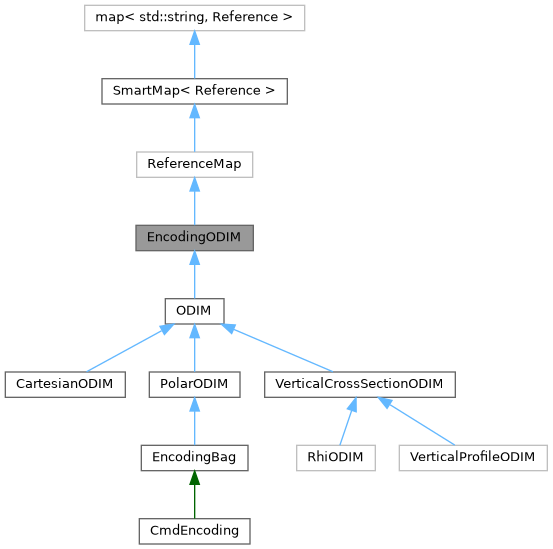 map< std::string, Reference >
SmartMap< Reference >
ReferenceMap
EncodingODIM
ODIM
CartesianODIM
PolarODIM
VerticalCrossSectionODIM
EncodingBag
RhiODIM
VerticalProfileODIM
CmdEncoding